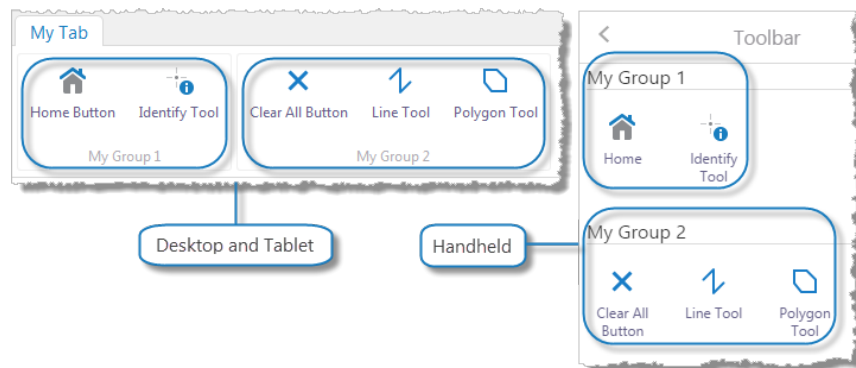 My Tab
Home Button Identify Tool Clear All Button Line Tool Polygon Tool
My Group 1 My Group 2
Desktop and Tablet
Handheld
Toolbar
My Group 1
Home Identify
Tool
My Group 2
Clear All Line Tool Polygon
Button Tool